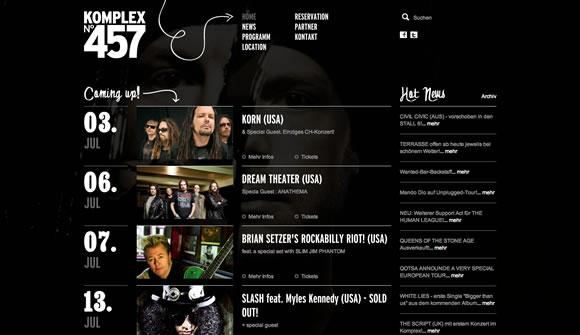 KOMPLEX
Nº457
HOME
NEWS
PROGRAMM
LOCATION
RESERVATION
PARTNER
KONTAKT
Suchen
Coming up!
03.
JUL
KORN (USA)
& Special Guest. Einziges CH-Konzert!
Mehr Infos
Tickets
06.
JUL
DREAM THEATER (USA)
Special Guest : ANATHEMA
Mehr Infos
Tickets
07.
JUL
BRIAN SETZER'S ROCKABILLY RIOT! (USA)
feat. a special set with SLIM JIM PHANTOM
Mehr Infos
Tickets
13.
JUL
SLASH feat. Myles Kennedy (USA) - SOLD
OUT!
+ special guest
Hot News
Archiv
CIVIL CIVIC (AUS) - vorschoben in den
STALL 6!... mehr
TERRASSE offen ab heute jeweils bei
schönem Wetter!... mehr
Wanted-Bar-Backstaff... mehr
Mando Diao auf Unplugged-Tour!... mehr
NEU: Weiterer Support Act für THE
HUMAN LEAGUE!... mehr
QUEENS OF THE STONE AGE
Ausverkauft!... mehr
QOTSA ANNOUNDE A VERY SPECIAL
EUROPEAN TOUR... mehr
WHITE LIES - erste Single "Bigger than
us" aus dem kommenden Album... mehr
THE SCRIPT (UK) mit erstem Konzert im
Komplex!... mehr